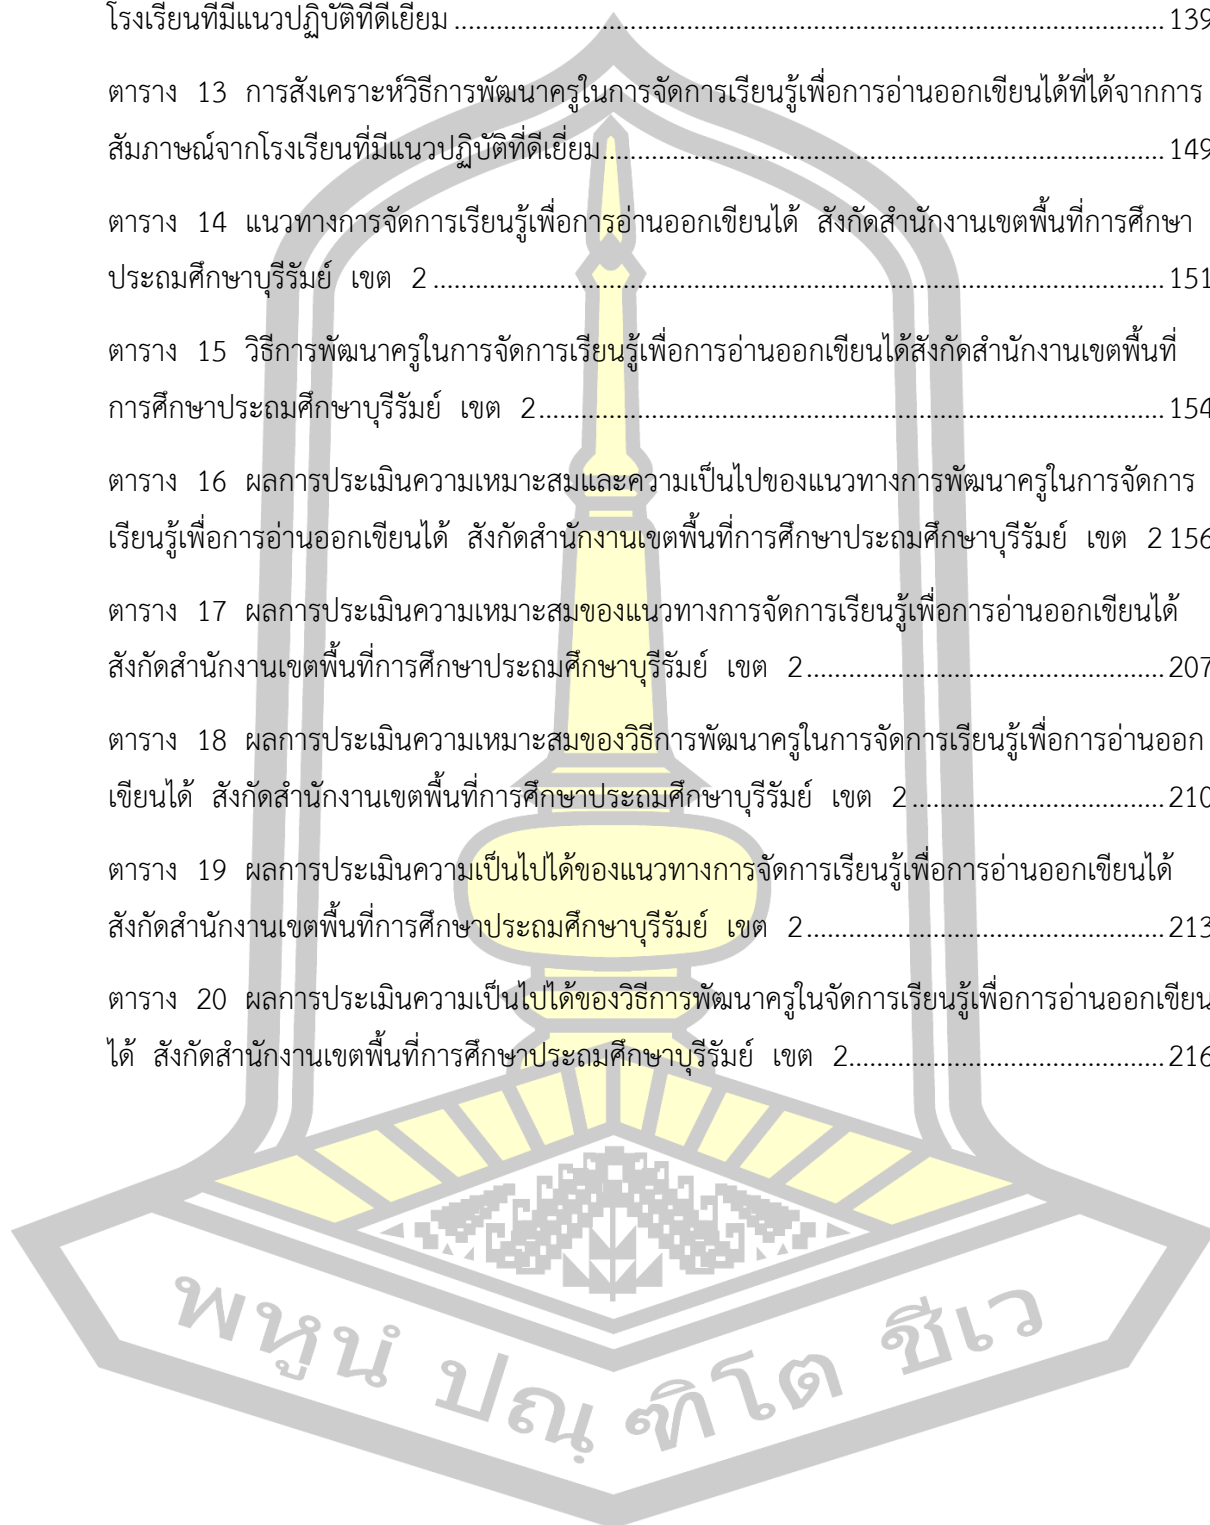 โรงเรียนที่มีแนวปฏิบัติที่ดีเยี่ยม ........................................................................................................ 139
ตาราง 13 การสังเคราะห์วิธีการพัฒนาครูในการจัดการเรียนรู้เพื่อการอ่านออกเขียนได้ที่ได้จากการ
สัมภาษณ์จากโรงเรียนที่มีแนวปฏิบัติที่ดีเยี่ยม................................................................................ 149
ตาราง 14 แนวทางการจัดการเรียนรู้เพื่อการอ่านออกเขียนได้ สังกัดสำนักงานเขตพื้นที่การศึกษา
ประถมศึกษาบุรีรัมย์ เขต 2 ......................................................................................................... 151
ตาราง 15 วิธีการพัฒนาครูในการจัดการเรียนรู้เพื่อการอ่านออกเขียนได้สังกัดสำนักงานเขตพื้นที่
การศึกษาประถมศึกษาบุรีรัมย์ เขต 2.......................................................................................... 154
ตาราง 16 ผลการประเมินความเหมาะสมและความเป็นไปของแนวทางการพัฒนาครูในการจัดการ
เรียนรู้เพื่อการอ่านออกเขียนได้ สังกัดสำนักงานเขตพื้นที่การศึกษาประถมศึกษาบุรีรัมย์ เขต 2 156
ตาราง 17 ผลการประเมินความเหมาะสมของแนวทางการจัดการเรียนรู้เพื่อการอ่านออกเขียนได้
สังกัดสำนักงานเขตพื้นที่การศึกษาประถมศึกษาบุรีรัมย์ เขต 2................................................... 207
ตาราง 18 ผลการประเมินความเหมาะสมของวิธีการพัฒนาครูในการจัดการเรียนรู้เพื่อการอ่านออก
เขียนได้ สังกัดสำนักงานเขตพื้นที่การศึกษาประถมศึกษาบุรีรัมย์ เขต 2 .................................... 210
ตาราง 19 ผลการประเมินความเป็นไปได้ของแนวทางการจัดการเรียนรู้เพื่อการอ่านออกเขียนได้
สังกัดสำนักงานเขตพื้นที่การศึกษาประถมศึกษาบุรีรัมย์ เขต 2................................................... 213
ตาราง 20 ผลการประเมินความเป็นไปได้ของวิธีการพัฒนาครูในจัดการเรียนรู้เพื่อการอ่านออกเขียน
ได้ สังกัดสำนักงานเขตพื้นที่การศึกษาประถมศึกษาบุรีรัมย์ เขต 2............................................. 216
พหูนํ ปณฺฑิโต ชีเว